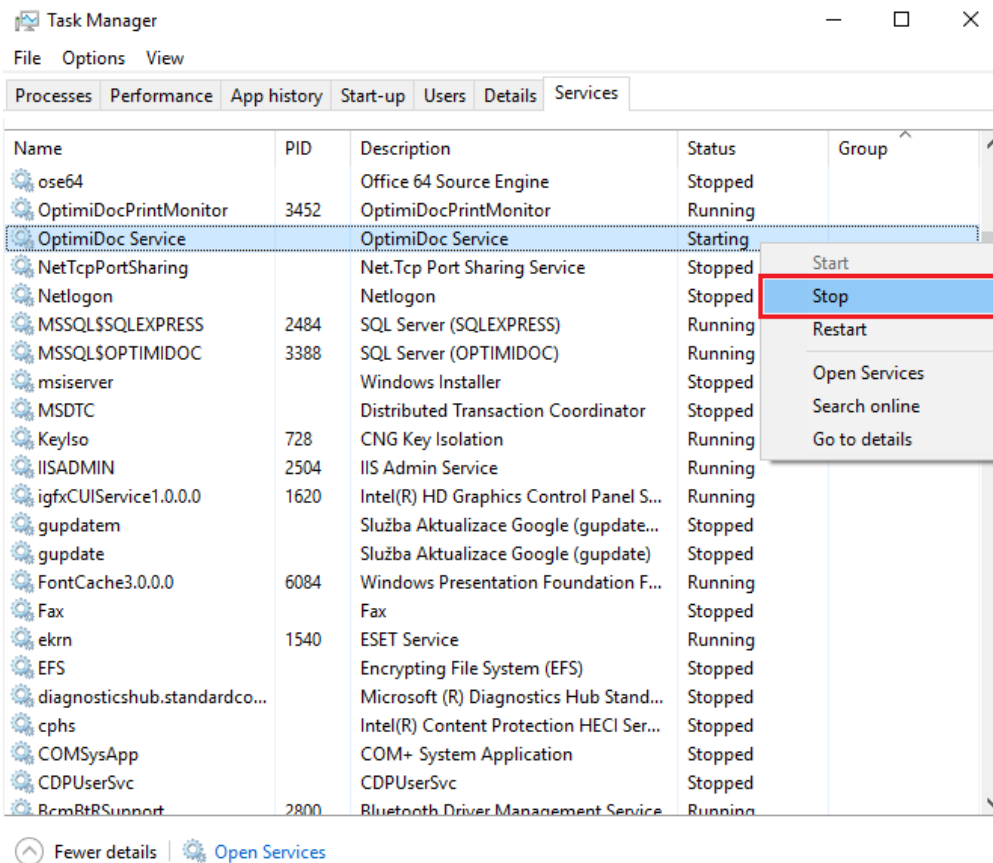 Task Manager
File Options View
Processes Performance App history Start-up Users Details Services
Name PID Description Status Group
ose64 Office 64 Source Engine Stopped
OptimiDocPrintMonitor 3452 OptimiDocPrintMonitor Running
OptimiDoc Service OptimiDoc Service Starting
NetTcpPortSharing Net.Tcp Port Sharing Service Stopped
Start
Netlogon Netlogon Stopped
Stop
MSSQL$SQLEXPRESS 2484 SQL Server (SQLEXPRESS) Running
Restart
MSSQL$OPTIMIDOC 3388 SQL Server (OPTIMIDOC) Running
msiserver Windows Installer Stopped
Open Services
MSDTC Distributed Transaction Coordinator Stopped
Search online
KeyIso 728 CNG Key Isolation Running
Go to details
IISADMIN 2504 IIS Admin Service Running
igfxCUIService1.0.0.0 1620 Intel(R) HD Graphics Control Panel S... Running
gupdatem Služba Aktualizace Google (gupdate... Stopped
gupdate Služba Aktualizace Google (gupdate) Stopped
FontCache3.0.0.0 6084 Windows Presentation Foundation F... Running
Fax Fax Stopped
ekrn 1540 ESET Service Running
EFS Encrypting File System (EFS) Stopped
diagnosticshub.standardco... Microsoft (R) Diagnostics Hub Stand... Stopped
cphs Intel(R) Content Protection HECI Ser... Stopped
COMSysApp COM+ System Application Stopped
CDPUserSvc CDPUserSvc Stopped
BcmBtRSupport 2800 Bluetooth Driver Management Service Running
Fewer details Open Services